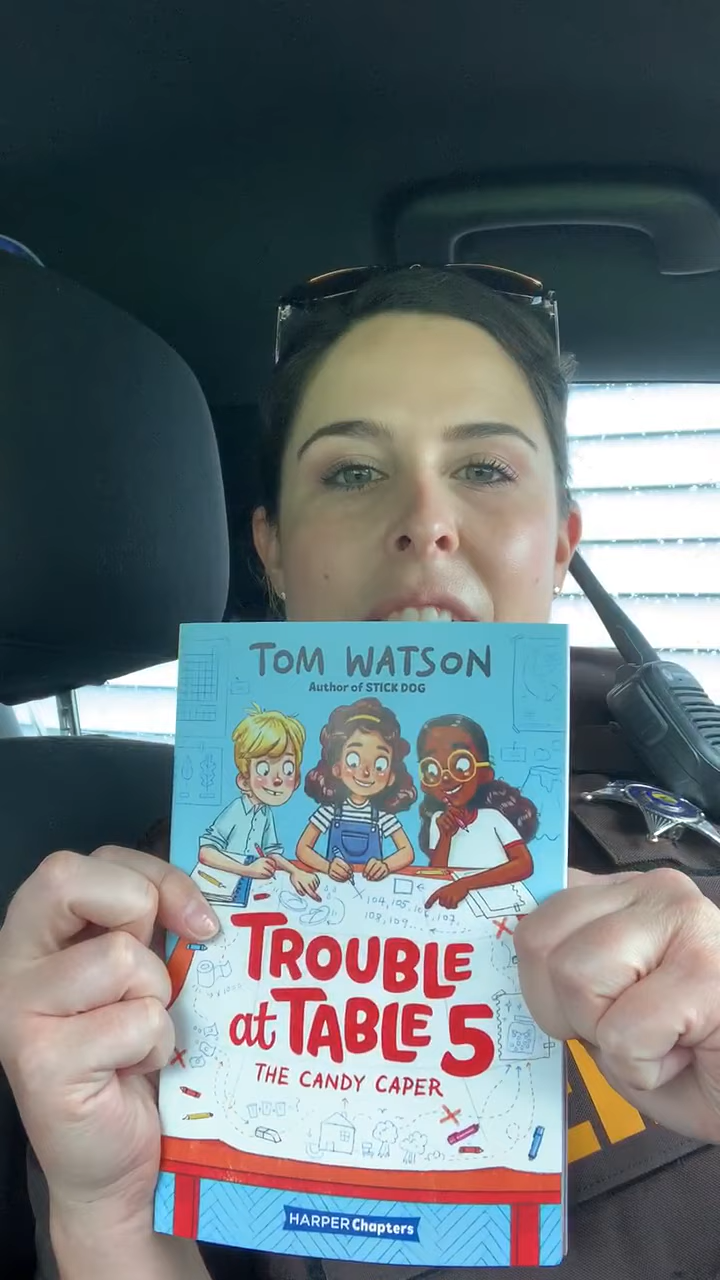 TOM WATSON
Author of STICK DOG
104, 105, 106, 107,
108, 109...
TROUBLE
at TABLE 5
THE CANDY CAPER
HARPER Chapters